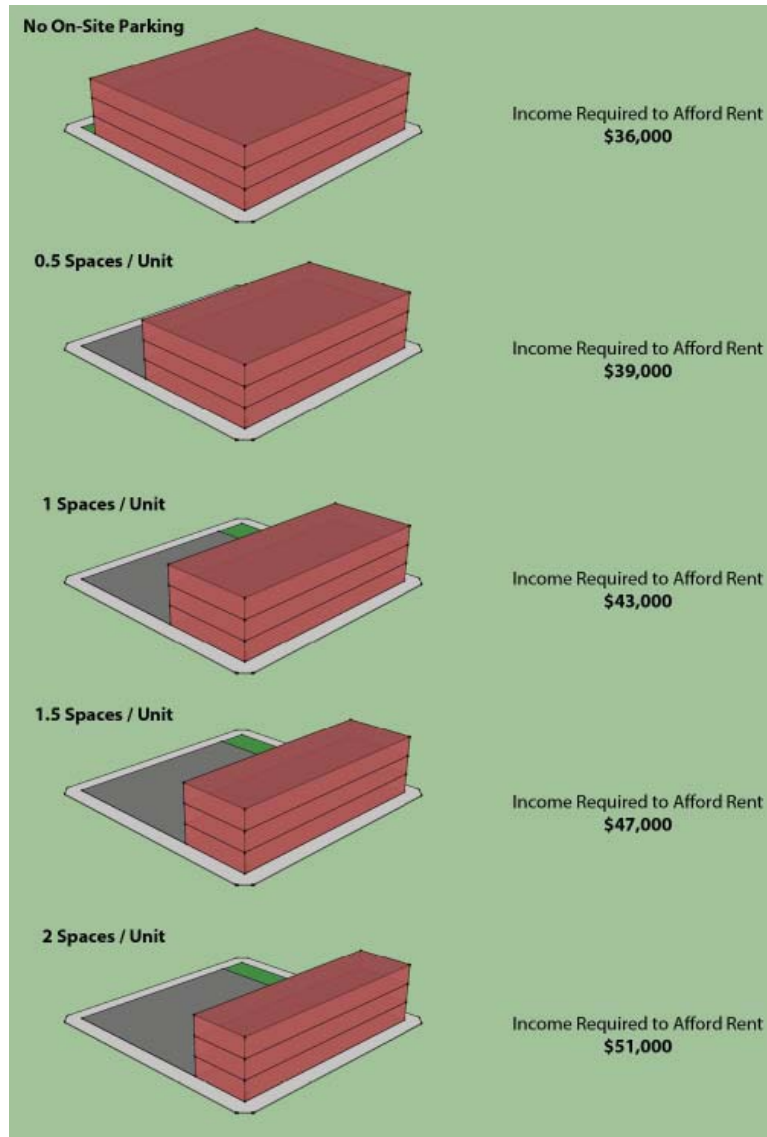 No On-Site Parking
Income Required to Afford Rent
$36,000
0.5 Spaces / Unit
Income Required to Afford Rent
$39,000
1 Spaces / Unit
Income Required to Afford Rent
$43,000
1.5 Spaces / Unit
Income Required to Afford Rent
$47,000
2 Spaces / Unit
Income Required to Afford Rent
$51,000